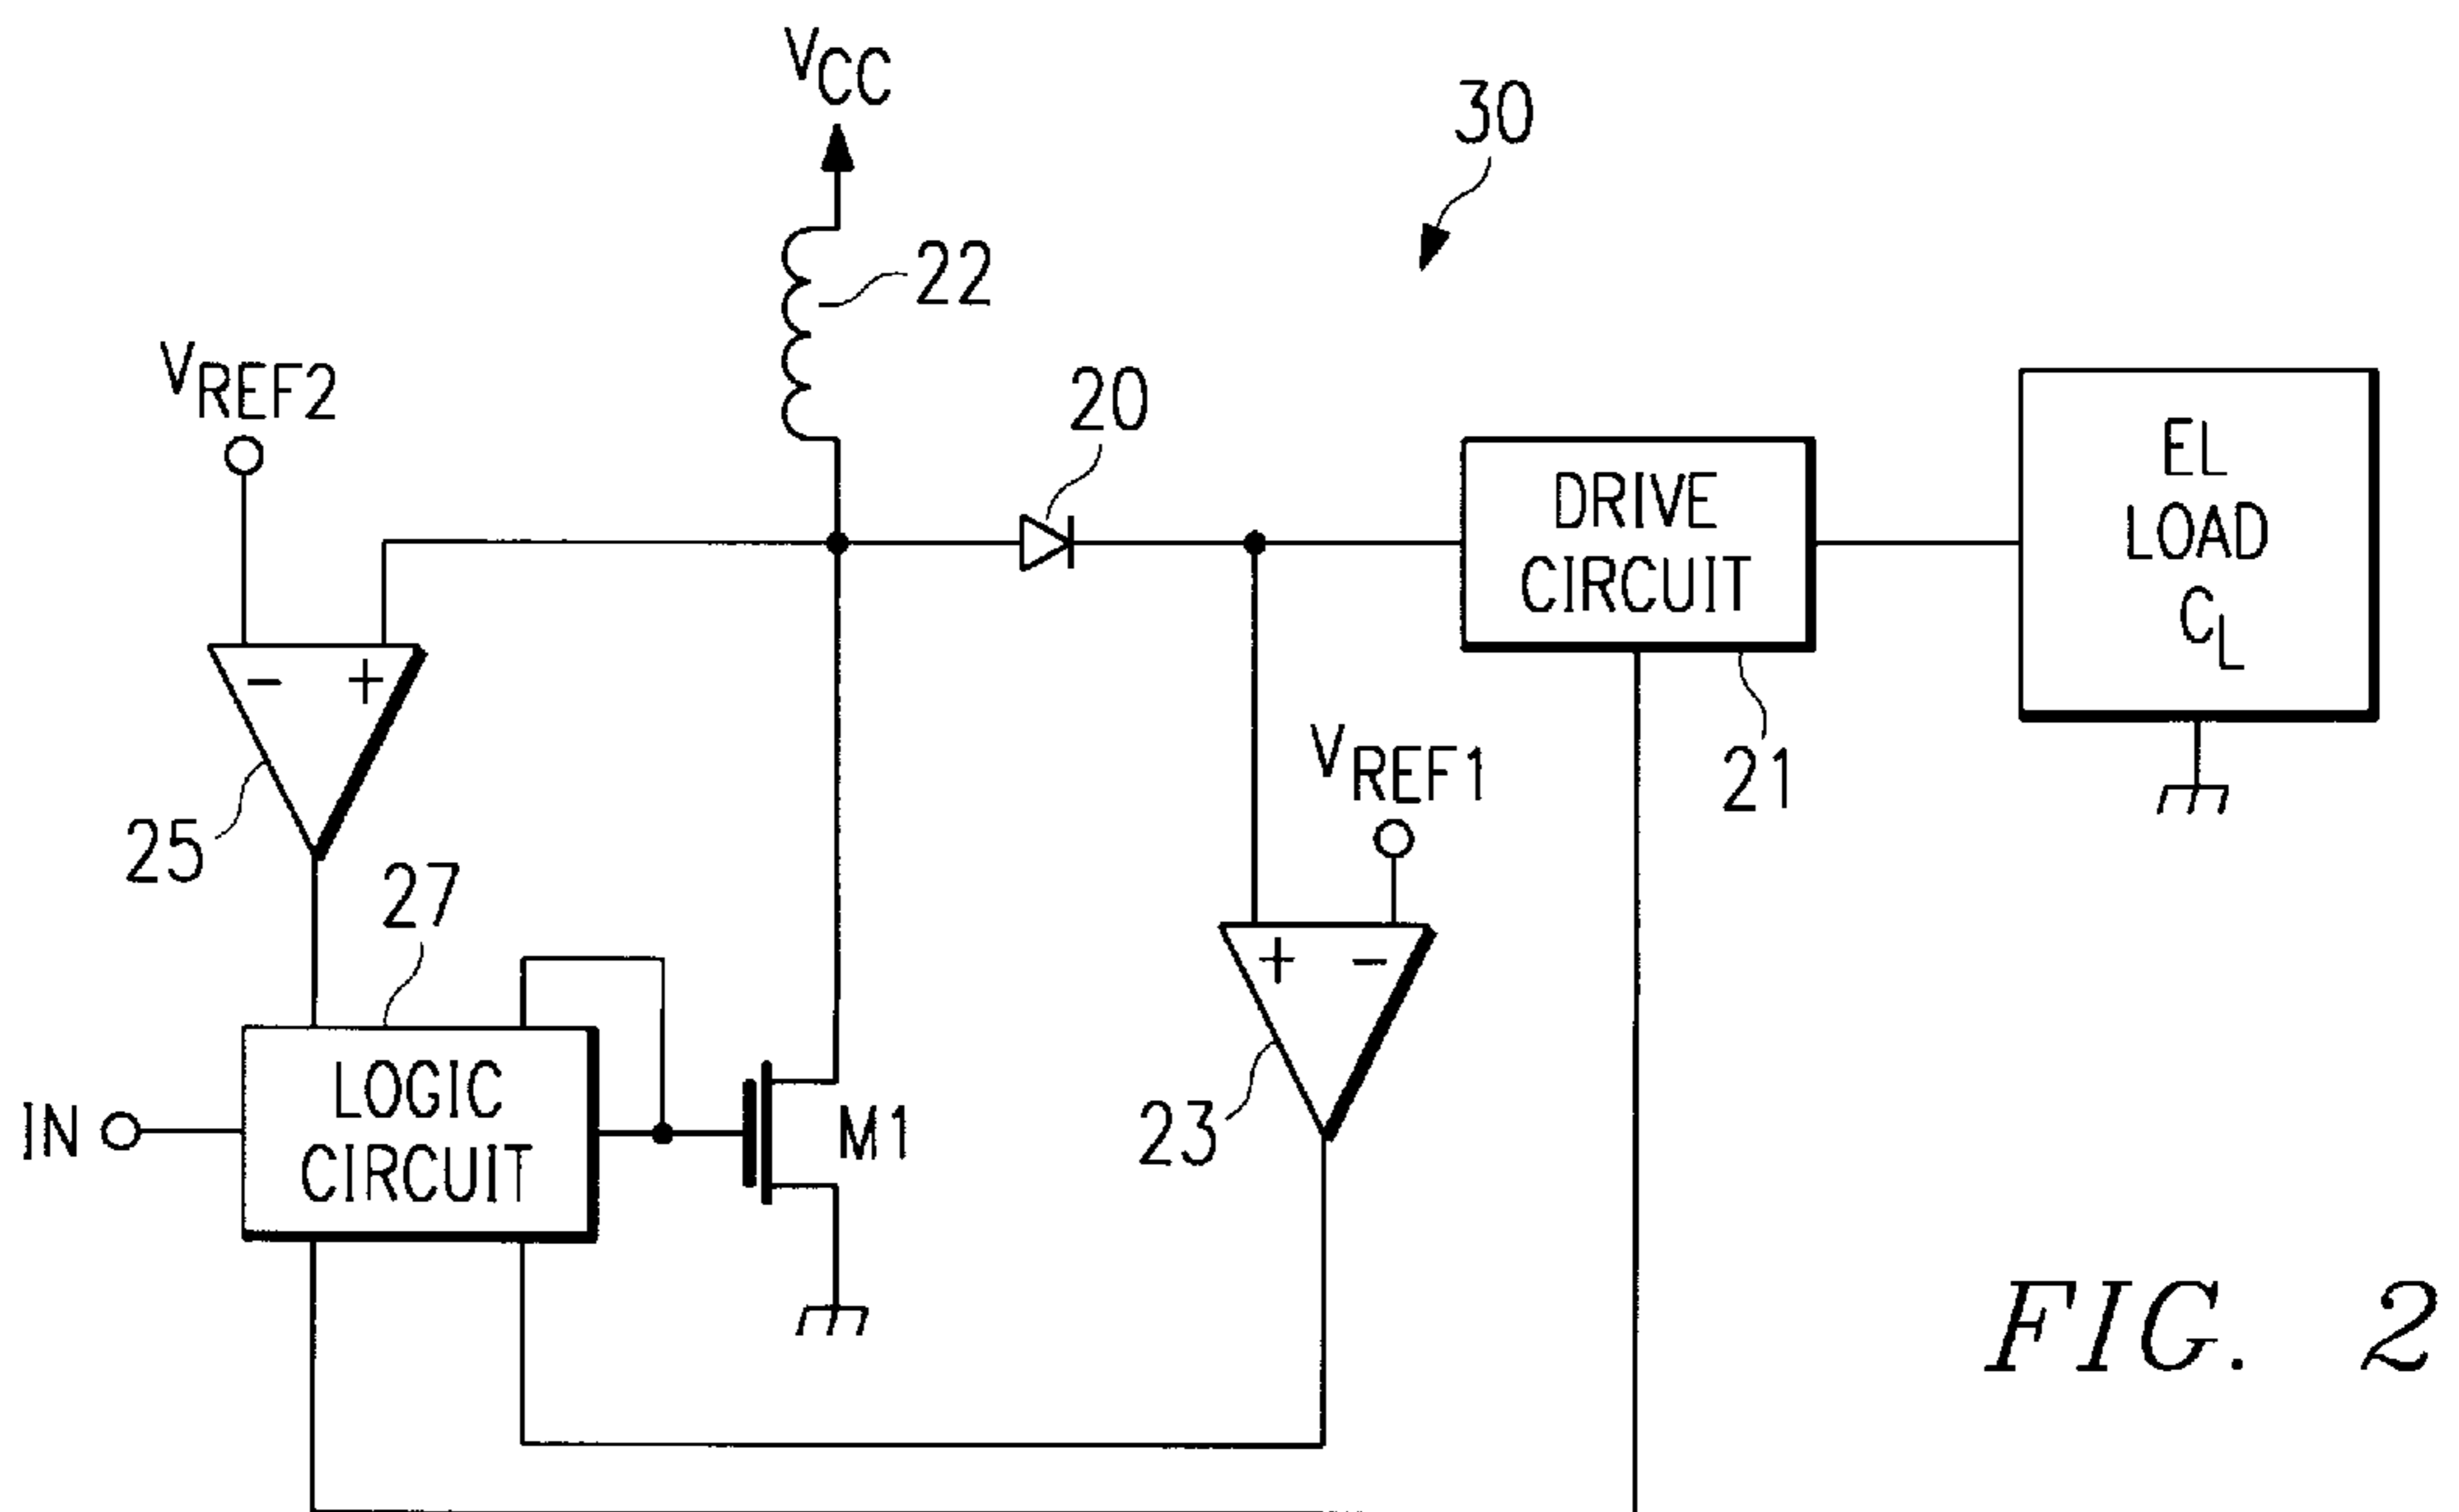 VCC
30
22
VREF2
20
EL
LOAD
CL
DRIVE
CIRCUIT
- +
VREF1
21
25
27
+ -
LOGIC
CIRCUIT
IN
M1
23
FIG. 2